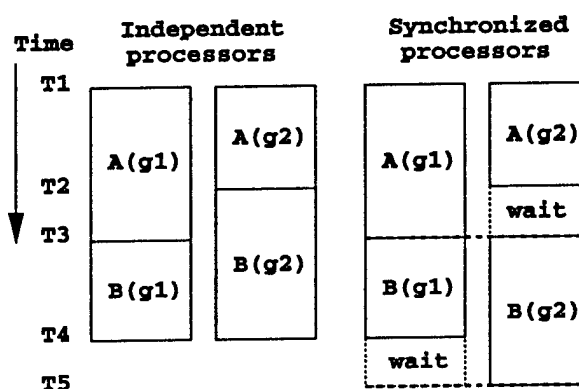 Time
Independent
processors
Synchronized
processors
T1
T2
T3
T4
T5
A(g1)
B(g1)
A(g2)
B(g2)
A(g1)
B(g1)
wait
A(g2)
wait
B(g2)